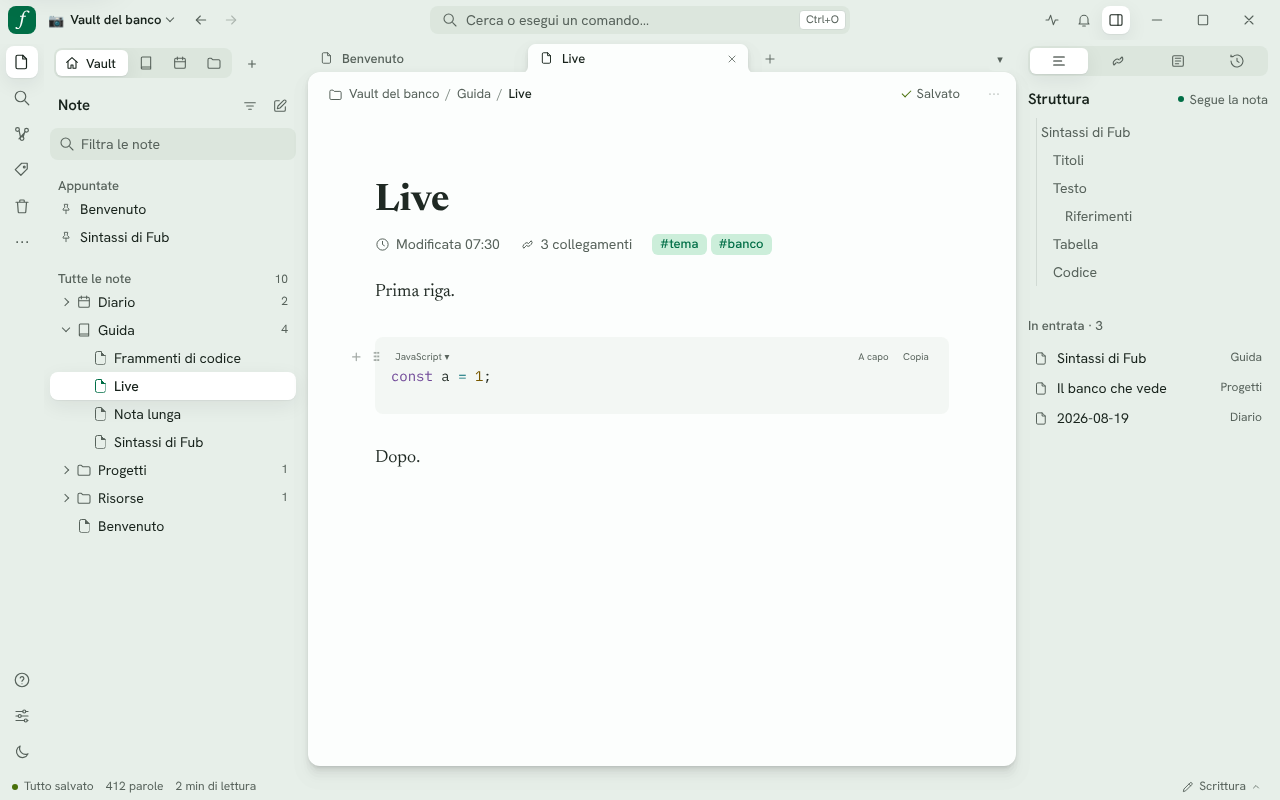 f Vault del banco
Cerca o esegui un comando...
Ctrl+O
Vault
Benvenuto
Live
Note
Filtra le note
Appuntate
Benvenuto
Sintassi di Fub
Tutte le note 10
Diario 2
Guida 4
Frammenti di codice
Live
Nota lunga
Sintassi di Fub
Progetti 1
Risorse 1
Benvenuto
Vault del banco / Guida / Live
Salvato
Live
Modificata 07:30 3 collegamenti #tema #banco
Prima riga.
JavaScript ▾ A capo Copia
const a = 1;
Dopo.
Struttura Segue la nota
Sintassi di Fub
Titoli
Testo
Riferimenti
Tabella
Codice
In entrata · 3
Sintassi di Fub Guida
Il banco che vede Progetti
2026-08-19 Diario
Tutto salvato 412 parole 2 min di lettura
Scrittura